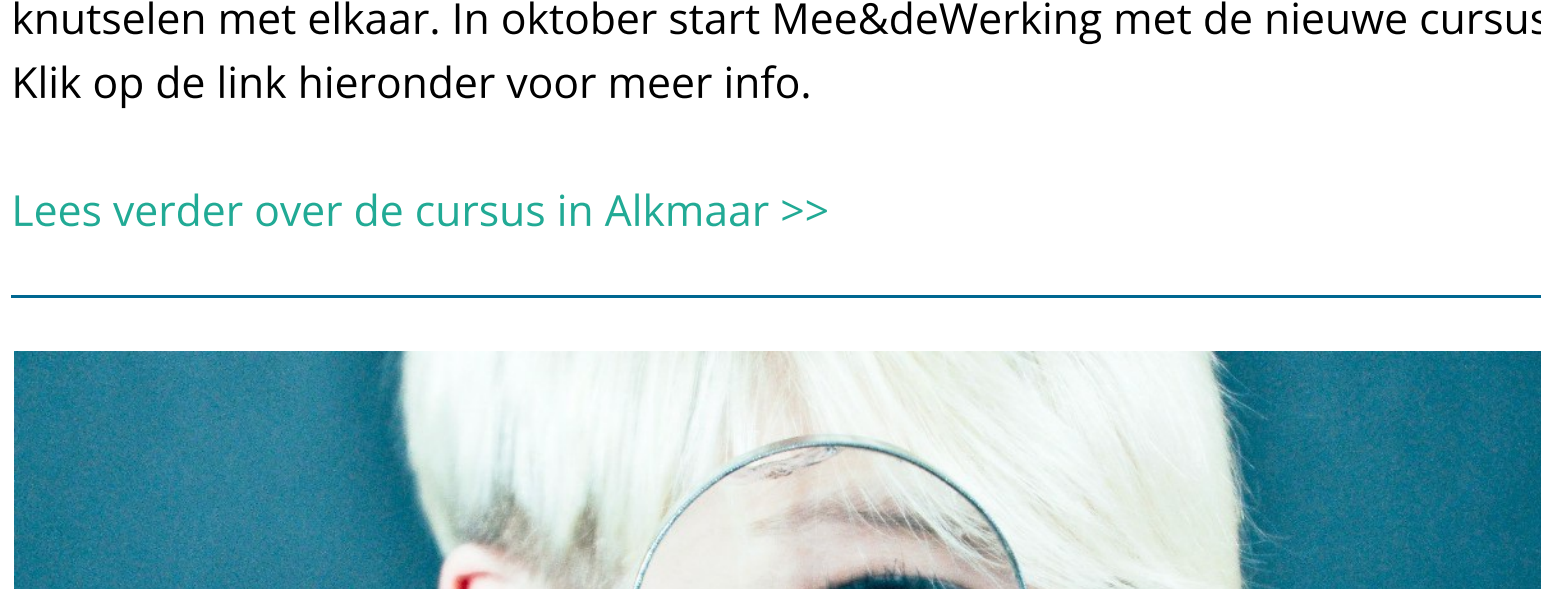 knutselen met elkaar. In oktober start Mee&deWerking met de nieuwe cursus
Klik op de link hieronder voor meer info.
Lees verder over de cursus in Alkmaar >>